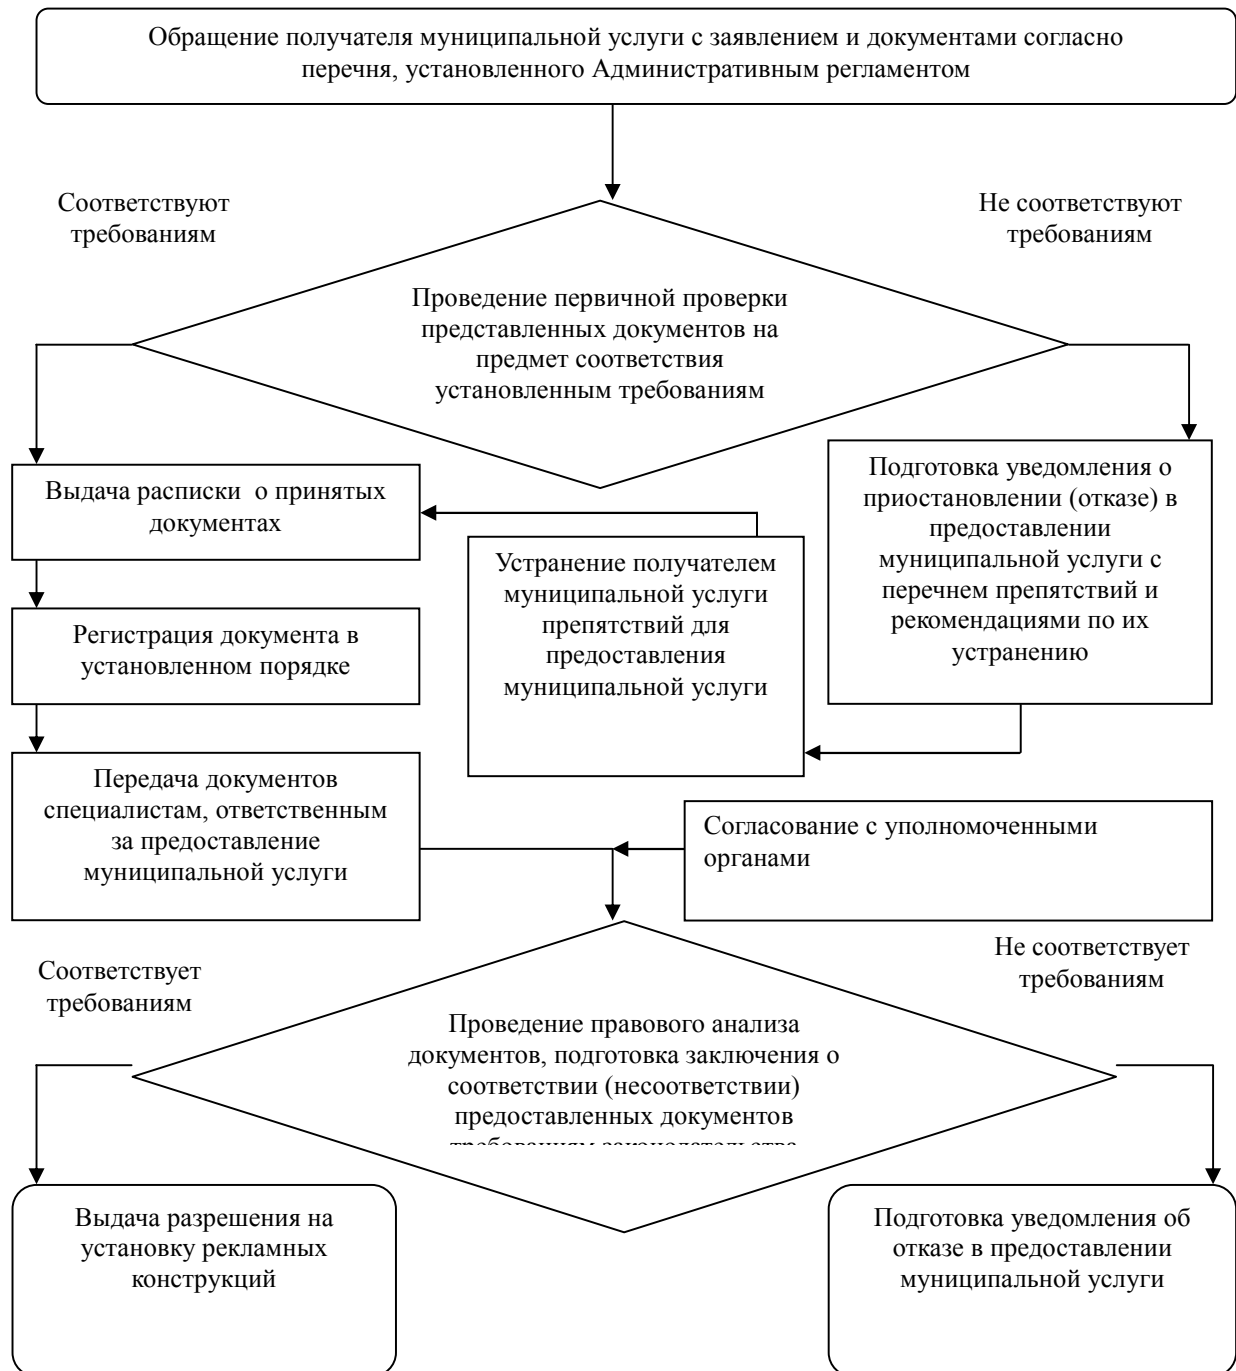 Обращение получателя муниципальной услуги с заявлением и документами согласно
перечня, установленного Административным регламентом
Соответствуют
требованиям
Не соответствуют
требованиям
Проведение первичной проверки
представленных документов на
предмет соответствия
установленным требованиям
Выдача расписки о принятых
документах
Подготовка уведомления о
приостановлении (отказе) в
предоставлении
муниципальной услуги с
перечнем препятствий и
рекомендациями по их
устранению
Устранение получателем
муниципальной услуги
препятствий для
предоставления
муниципальной услуги
Регистрация документа в
установленном порядке
Передача документов
специалистам, ответственным
за предоставление
муниципальной услуги
Согласование с уполномоченными
органами
Соответствует
требованиям
Не соответствует
требованиям
Проведение правового анализа
документов, подготовка заключения о
соответствии (несоответствии)
предоставленных документов
требованиям законодательства
Выдача разрешения на
установку рекламных
конструкций
Подготовка уведомления об
отказе в предоставлении
муниципальной услуги